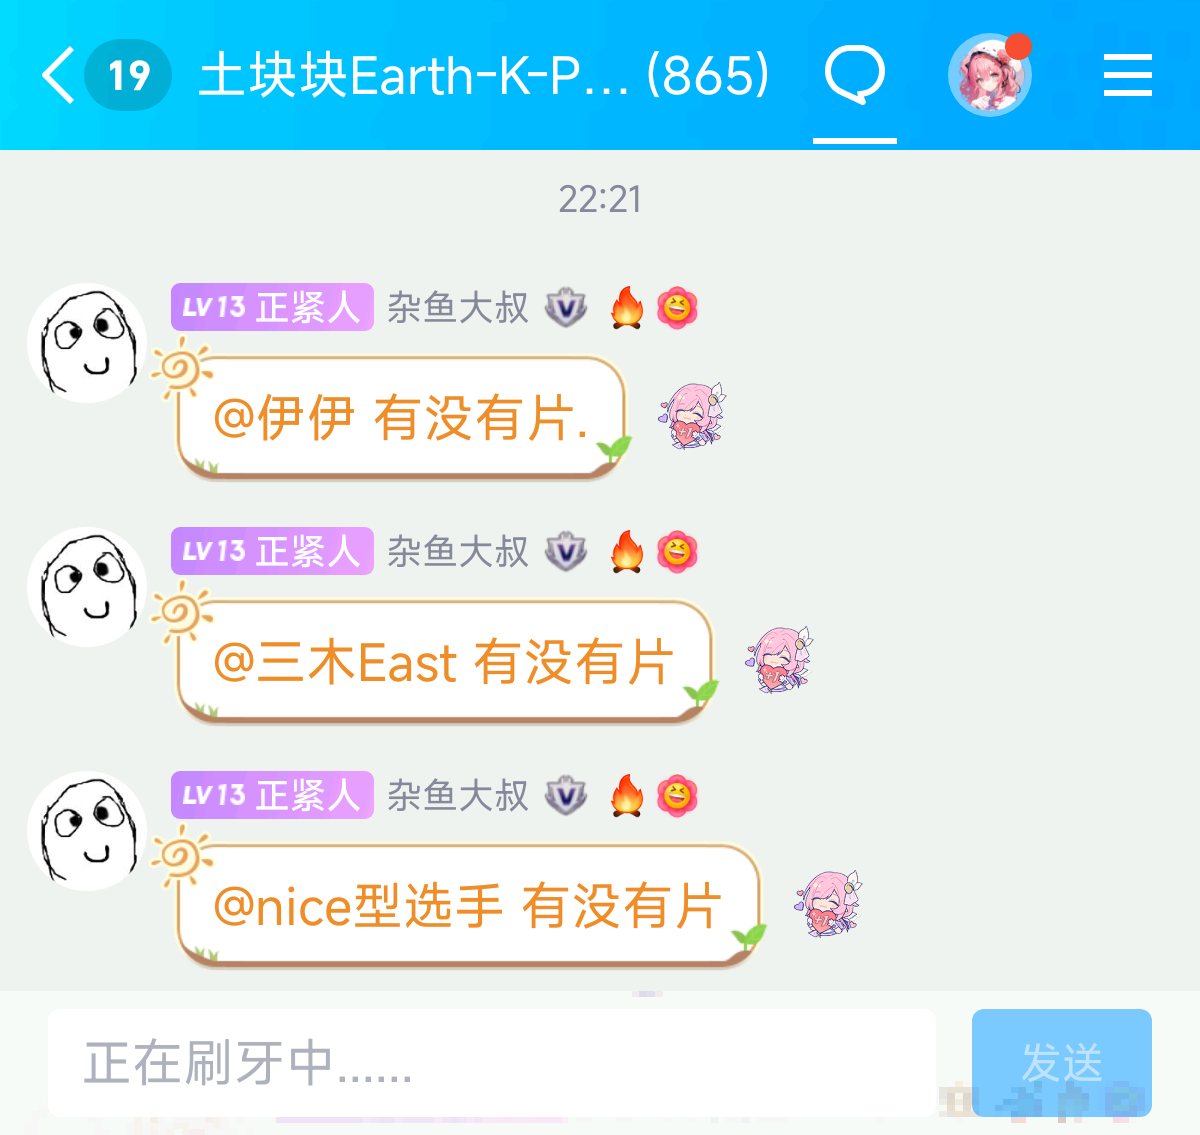 19 土块块Earth-K-P... (865)
22:21
LV13 正紧人 杂鱼大叔
@伊伊 有没有片.
LV13 正紧人 杂鱼大叔
@三木East 有没有片
LV13 正紧人 杂鱼大叔
@nice型选手 有没有片
正在刷牙中......
发送